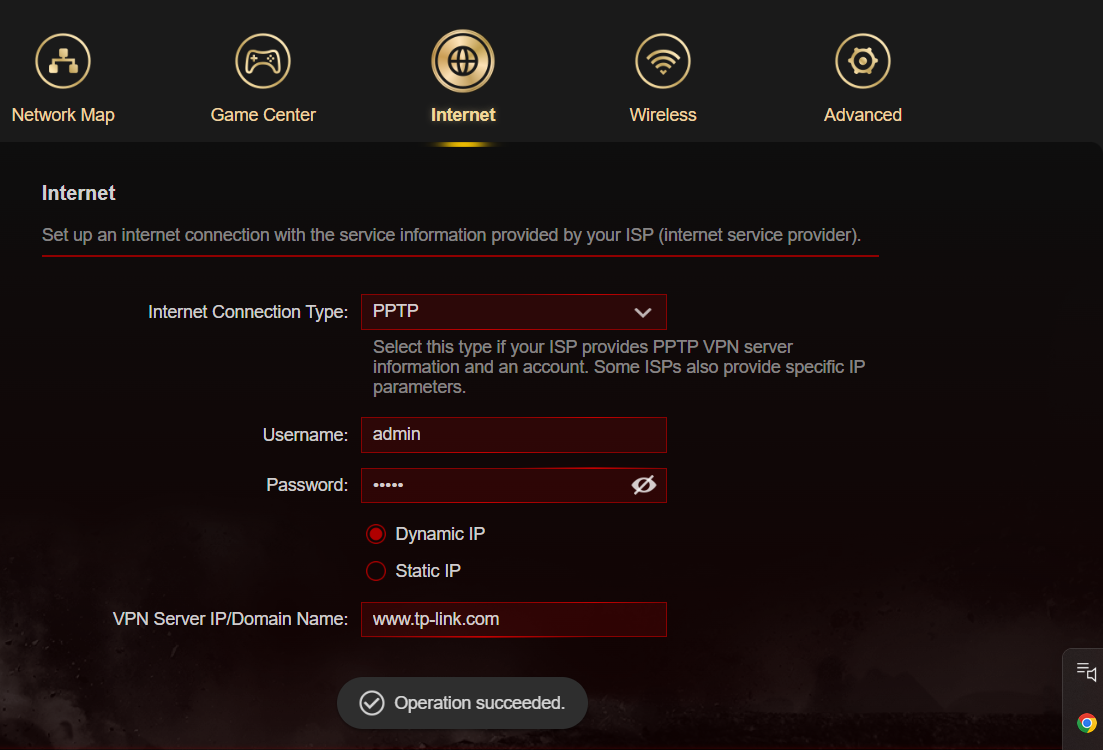 Network Map
Game Center
Internet
Wireless
Advanced
Internet
Set up an internet connection with the service information provided by your ISP (internet service provider).
Internet Connection Type:
PPTP
Select this type if your ISP provides PPTP VPN server
information and an account. Some ISPs also provide specific IP
parameters.
Username:
admin
Password:
•••••
Dynamic IP
Static IP
VPN Server IP/Domain Name:
www.tp-link.com
Operation succeeded.